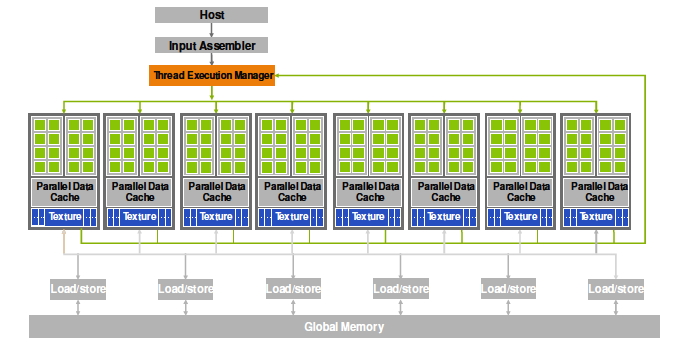 Host
Input Assembler
Thread Execution Manager
Parallel Data
Cache
Parallel Data
Cache
Parallel Data
Cache
Parallel Data
Cache
Parallel Data
Cache
Parallel Data
Cache
Parallel Data
Cache
Parallel Data
Cache
Texture
Texture
Texture
Texture
Texture
Texture
Texture
Texture
Load/store
Load/store
Load/store
Load/store
Load/store
Load/store
Global Memory